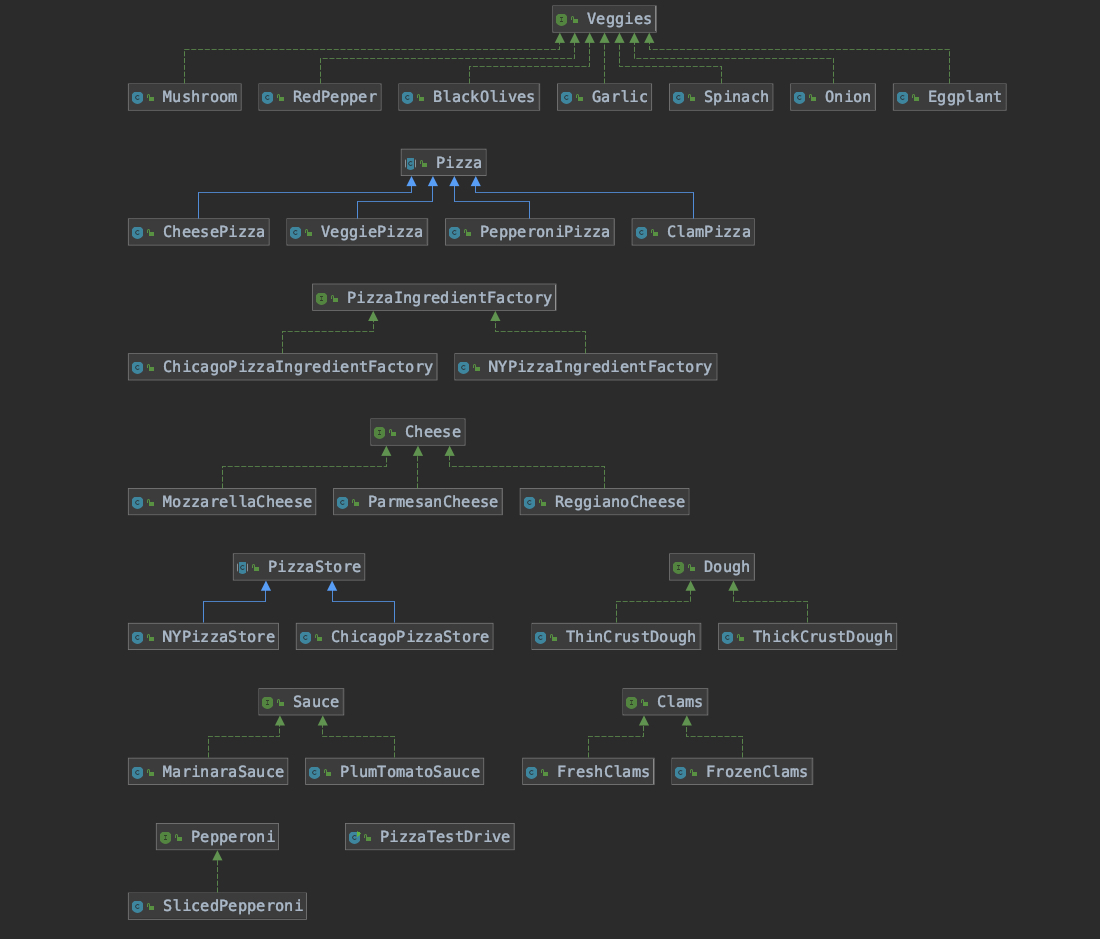 Veggies
Mushroom RedPepper BlackOlives Garlic Spinach Onion Eggplant
Pizza
CheesePizza VeggiePizza PepperoniPizza ClamPizza
PizzaIngredientFactory
ChicagoPizzaIngredientFactory NYPizzaIngredientFactory
Cheese
MozzarellaCheese ParmesanCheese ReggianoCheese
PizzaStore Dough
NYPizzaStore ChicagoPizzaStore ThinCrustDough ThickCrustDough
Sauce Clams
MarinaraSauce PlumTomatoSauce FreshClams FrozenClams
Pepperoni PizzaTestDrive
SlicedPepperoni